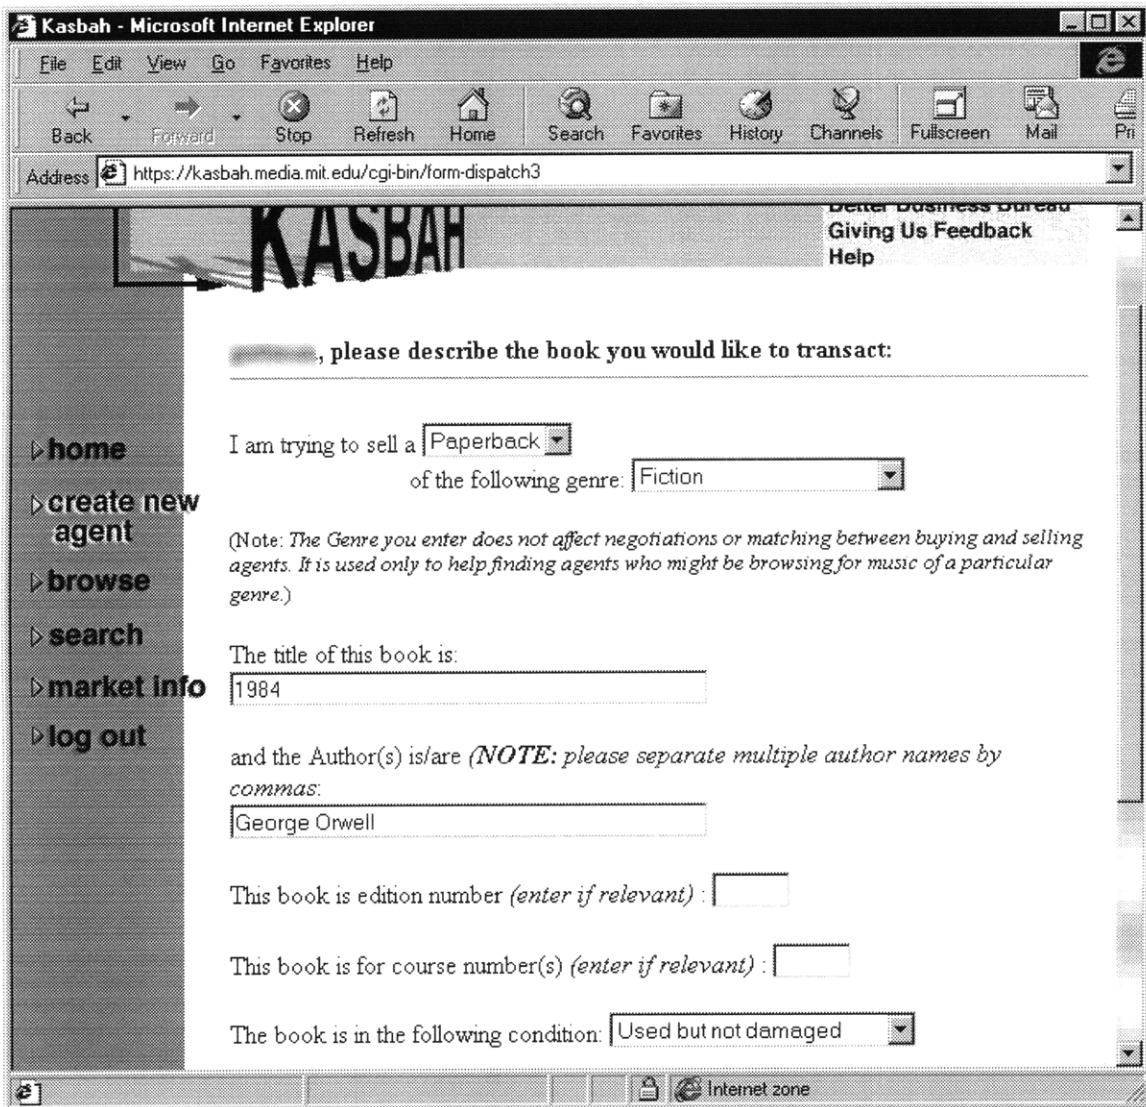 Kasbah - Microsoft Internet Explorer
File Edit View Go Favorites Help
Back Forward Stop Refresh Home Search Favorites History Channels Fullscreen Mail Pri
Address https://kasbah.media.mit.edu/cgi-bin/form-dispatch3
KASBAH
Better Business Bureau
Giving Us Feedback
Help
, please describe the book you would like to transact:
home
I am trying to sell a Paperback
of the following genre: Fiction
create new
agent
(Note: The Genre you enter does not affect negotiations or matching between buying and selling
agents. It is used only to help finding agents who might be browsing for music of a particular
genre.)
browse
search
The title of this book is:
market info
1984
log out
and the Author(s) is/are (NOTE: please separate multiple author names by
commas:
George Orwell
This book is edition number (enter if relevant) :
This book is for course number(s) (enter if relevant) :
The book is in the following condition: Used but not damaged
Internet zone